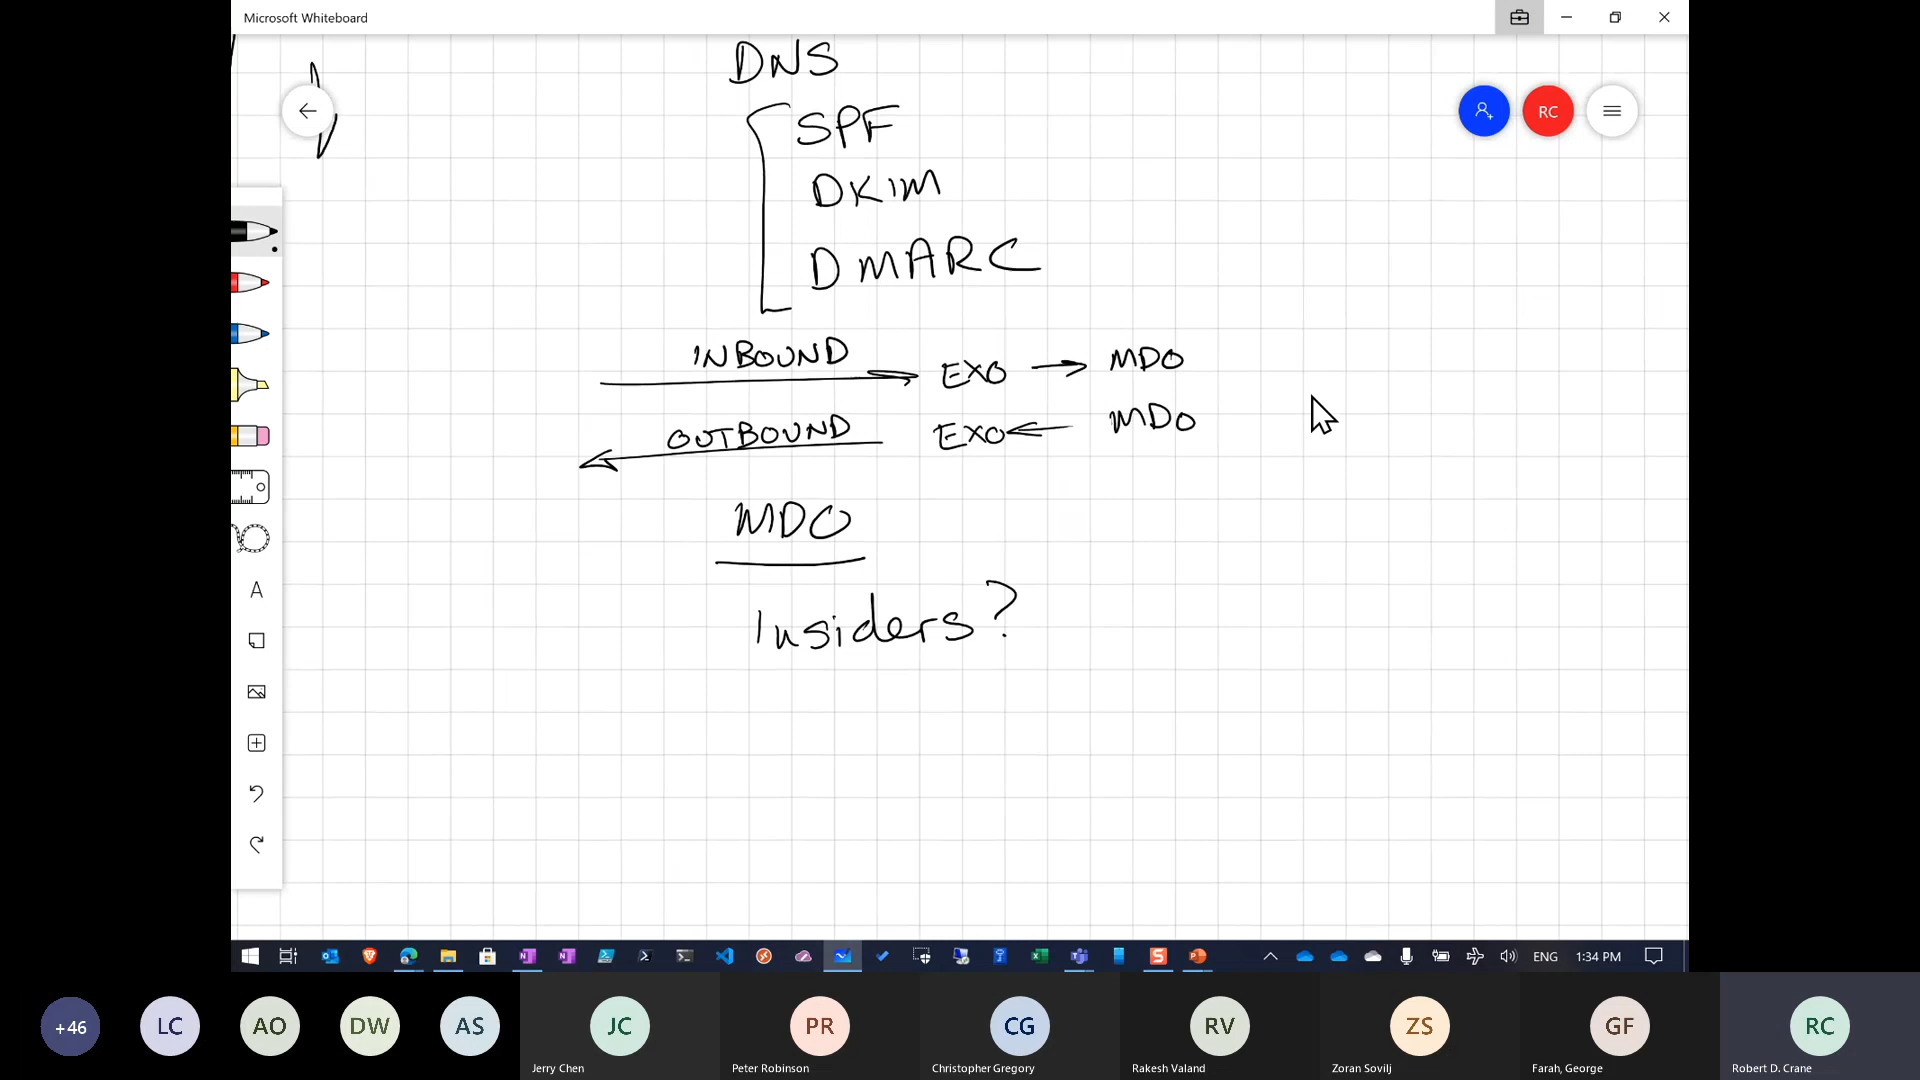 Microsoft Whiteboard
DNS
SPF
DKIM
DMARC
RC
INBOUND EXO MDO
OUTBOUND EXO MDO
MDO
Insiders?
A
ENG 1:34 PM
+46 LC AO DW AS JC PR CG RV ZS GF RC
Jerry Chen Peter Robinson Christopher Gregory Rakesh Valand Zoran Sovilj Farah, George Robert D. Crane